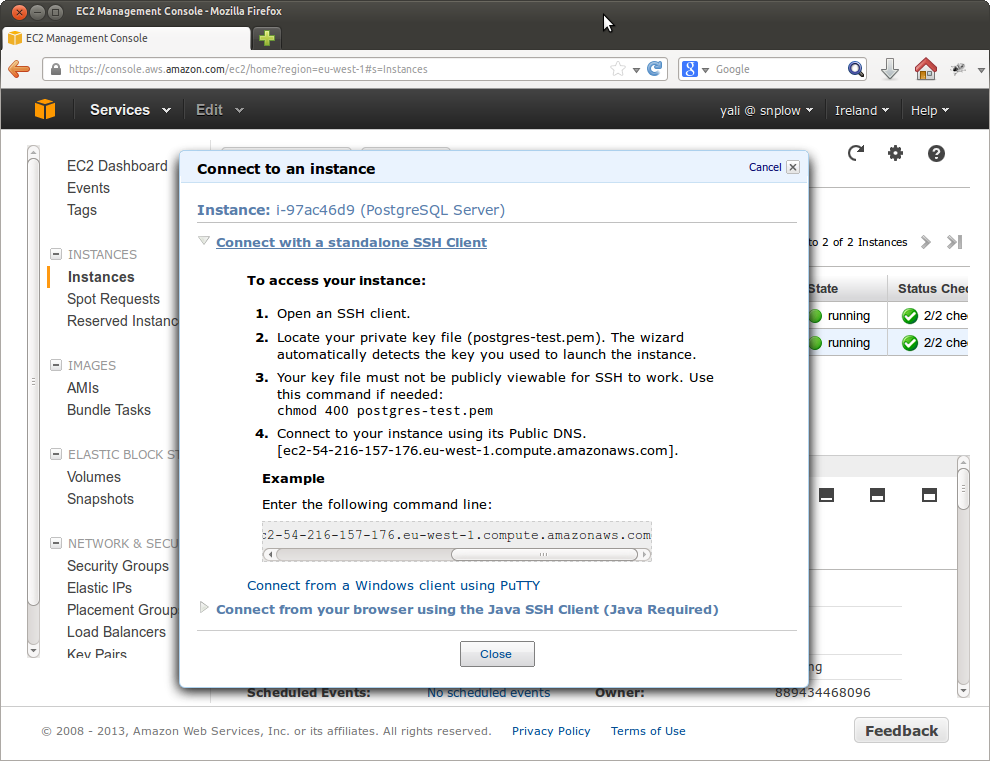 EC2 Management Console - Mozilla Firefox
EC2 Management Console
https://console.aws.amazon.com/ec2/home?region=eu-west-1#s=Instances
Google
Services Edit yali @ snplow Ireland Help
EC2 Dashboard
Events
Tags
INSTANCES
Instances
Spot Requests
Reserved Instanc
IMAGES
AMIs
Bundle Tasks
ELASTIC BLOCK ST
Volumes
Snapshots
NETWORK & SECU
Security Groups
Elastic IPs
Placement Group
Load Balancers
Key Pairs
Connect to an instance
Cancel
Instance: i-97ac46d9 (PostgreSQL Server)
Connect with a standalone SSH Client
To access your instance:
1. Open an SSH client.
2. Locate your private key file (postgres-test.pem). The wizard
automatically detects the key you used to launch the instance.
3. Your key file must not be publicly viewable for SSH to work. Use
this command if needed:
chmod 400 postgres-test.pem
4. Connect to your instance using its Public DNS.
[ec2-54-216-157-176.eu-west-1.compute.amazonaws.com].
Example
Enter the following command line:
c2-54-216-157-176.eu-west-1.compute.amazonaws.com
Connect from a Windows client using PuTTY
Connect from your browser using the Java SSH Client (Java Required)
Close
to 2 of 2 Instances
State Status Chec
running 2/2 che
running 2/2 che
ng
Scheduled Events: No scheduled events Owner: 889434468096
© 2008 - 2013, Amazon Web Services, Inc. or its affiliates. All rights reserved. Privacy Policy Terms of Use
Feedback